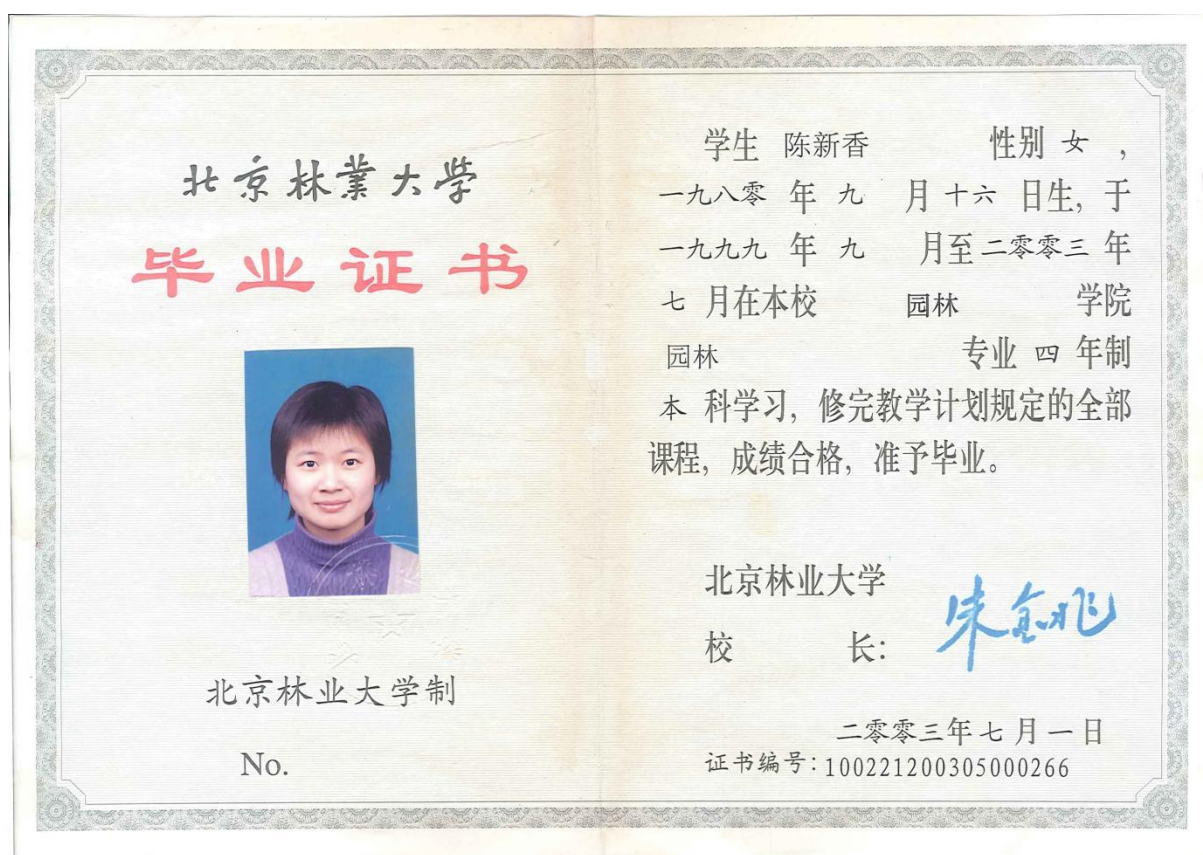 北京林業大学
毕业证书
北京林业大学制
No.
学生 陈新香 性别 女 ,
一九八零 年 九 月 十六 日生, 于
一九九九 年 九 月至 二零零三 年
七 月在本校 园林 学院
园林 专业 四 年制
本 科学习, 修完教学计划规定的全部
课程, 成绩合格, 准予毕业。
北京林业大学
校 长:
二零零三年七月一日
证书编号:100221200305000266